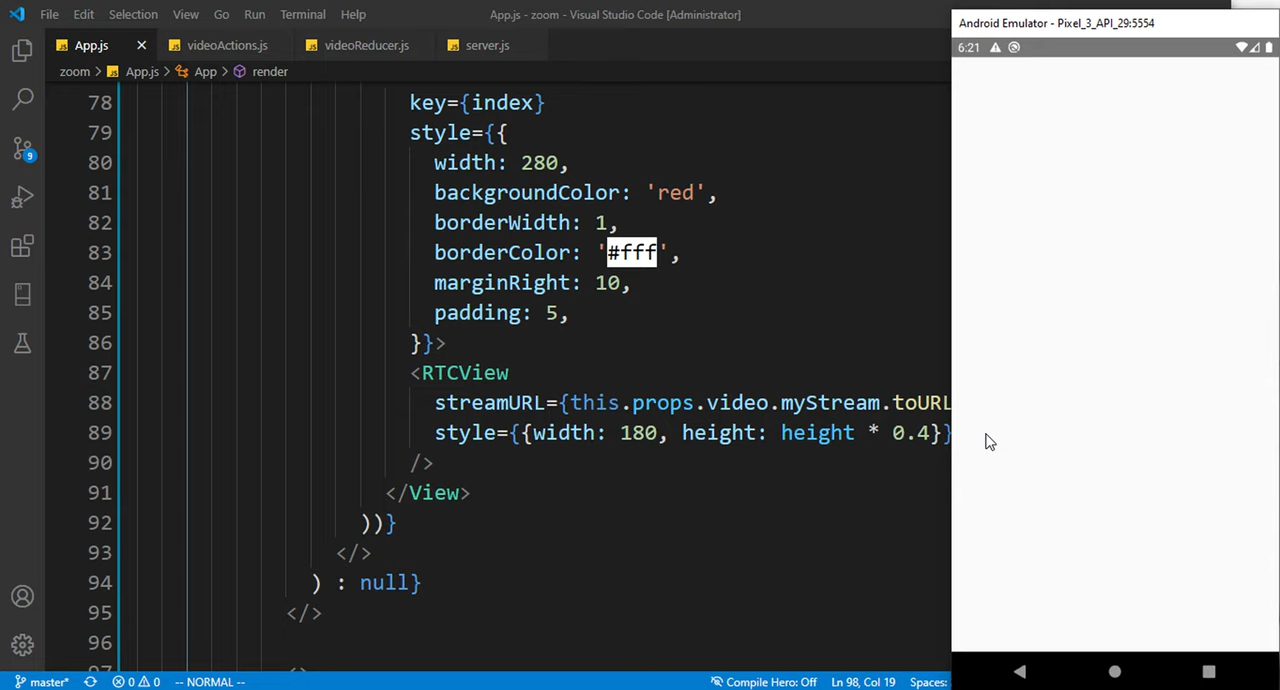 File Edit Selection View Go Run Terminal Help App.js - zoom - Visual Studio Code [Administrator]
Android Emulator - Pixel_3_API_29:5554
6:21
App.js videoActions.js videoReducer.js server.js
zoom > App.js > App > render
78 key={index}
79 style={{
80 width: 280,
81 backgroundColor: 'red',
82 borderWidth: 1,
83 borderColor: '#fff',
84 marginRight: 10,
85 padding: 5,
86 }}>
87 <RTCView
88 streamURL={this.props.video.myStream.toURL
89 style={{width: 180, height: height * 0.4}}
90 />
91 </View>
92 ))}
93 </>
94 ) : null}
95 </>
96
9
master* 0 0 -- NORMAL -- Compile Hero: Off Ln 98, Col 19 Spaces: